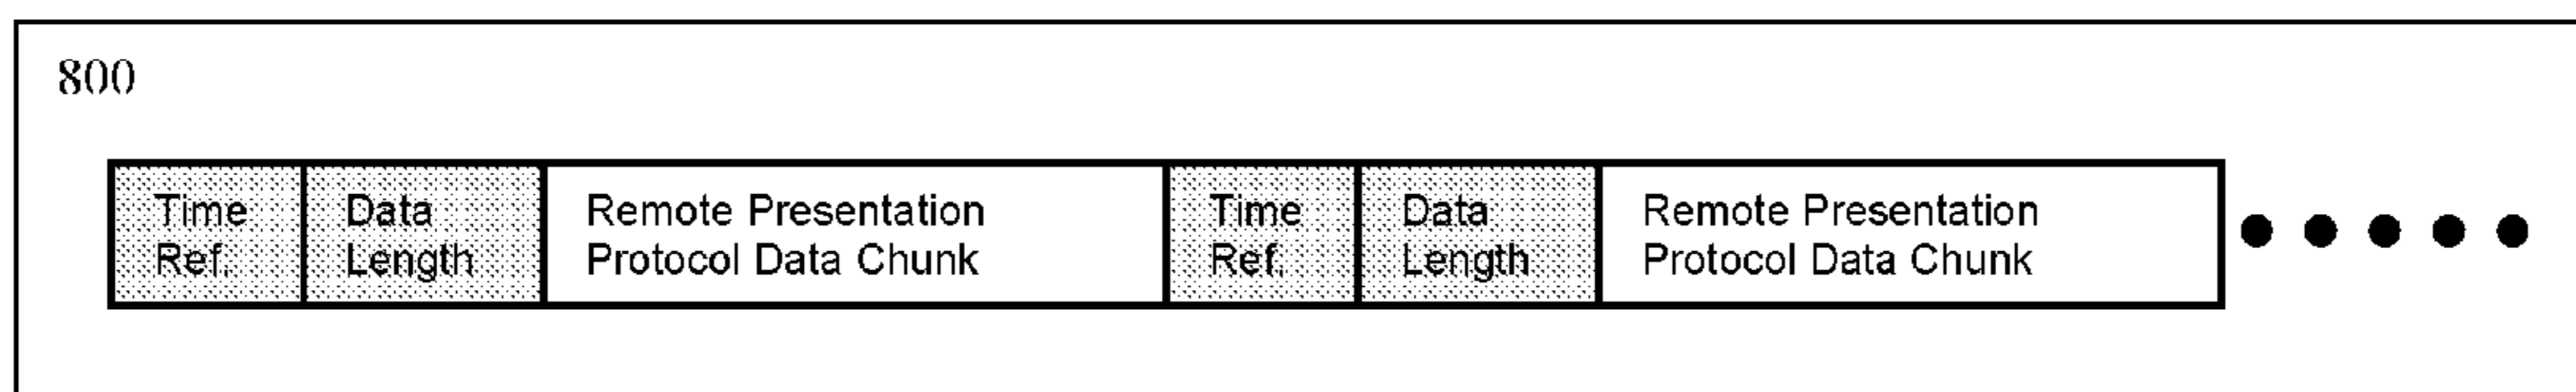 800
Time
Ref.
Data
Length
Remote Presentation
Protocol Data Chunk
Time
Ref.
Data
Length
Remote Presentation
Protocol Data Chunk